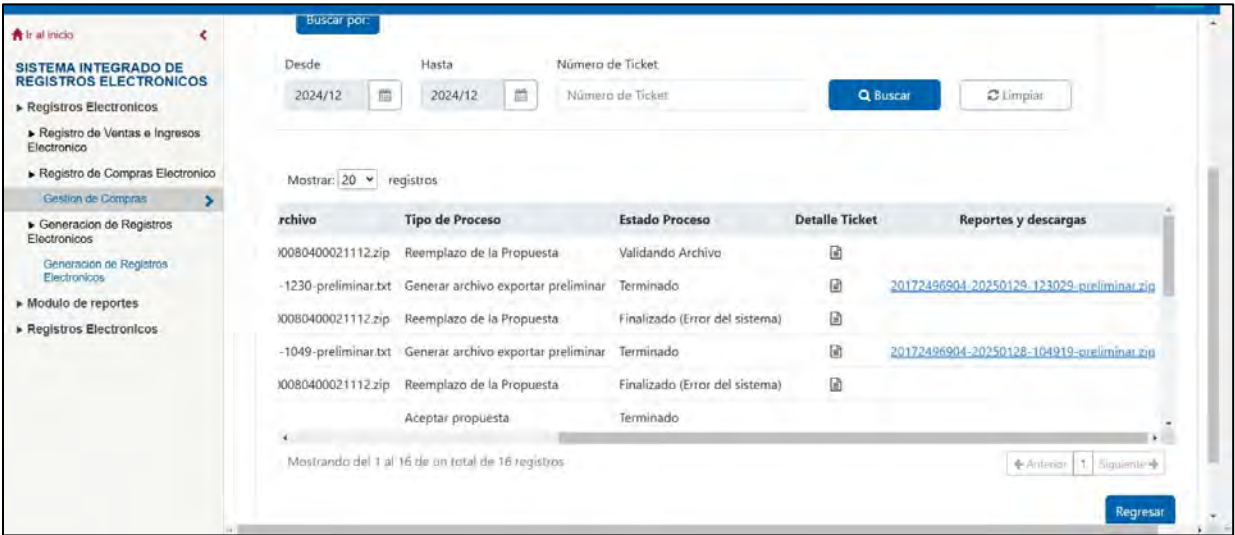 Ir al inicio
SISTEMA INTEGRADO DE
REGISTROS ELECTRONICOS
Registros Electronicos
Registro de Ventas e Ingresos
Electronico
Registro de Compras Electronico
Gestion de Compras
Generacion de Registros
Electronicos
Generacion de Registros
Electronicos
Modulo de reportes
Registros Electronicos
Buscar por:
Desde Hasta Número de Ticket
2024/12 2024/12 Número de Ticket Buscar Limpiar
Mostrar: 20 registros
rchivo Tipo de Proceso Estado Proceso Detalle Ticket Reportes y descargas
00080400021112.zip Reemplazo de la Propuesta Validando Archivo
-1230-preliminar.txt Generar archivo exportar preliminar Terminado 20172496904-20250129-123029-preliminar.zip
00080400021112.zip Reemplazo de la Propuesta Finalizado (Error del sistema)
-1049-preliminar.txt Generar archivo exportar preliminar Terminado 20172496904-20250128-104919-preliminar.zip
00080400021112.zip Reemplazo de la Propuesta Finalizado (Error del sistema)
Aceptar propuesta Terminado
Mostrando del 1 al 16 de un total de 16 registros
Anterior 1 Siguiente
Regresar